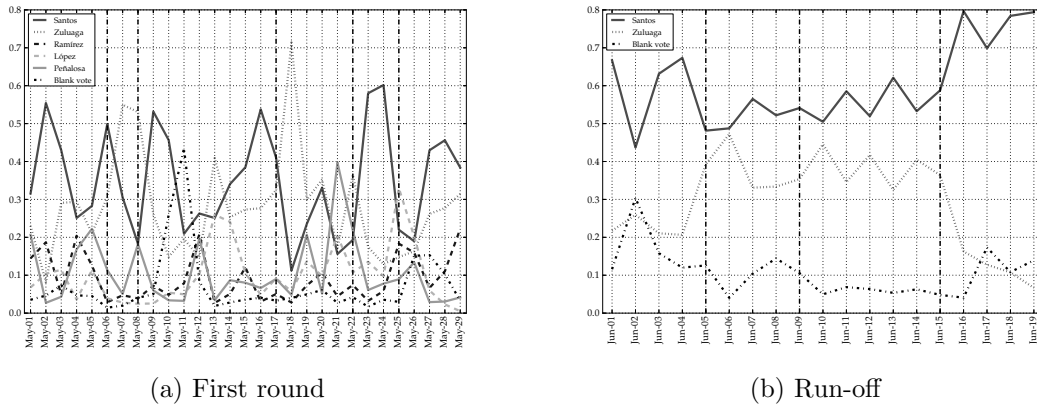 0.8
0.7
0.6
0.5
0.4
0.3
0.2
0.1
0.0
Santos
Zuluaga
Ramírez
López
Peñalosa
Blank vote
May-01
May-02
May-03
May-04
May-05
May-06
May-07
May-08
May-09
May-10
May-11
May-12
May-13
May-14
May-15
May-16
May-17
May-18
May-19
May-20
May-21
May-22
May-23
May-24
May-25
May-26
May-27
May-28
May-29
(a) First round
0.8
0.7
0.6
0.5
0.4
0.3
0.2
0.1
0.0
Santos
Zuluaga
Blank vote
Jun-01
Jun-02
Jun-03
Jun-04
Jun-05
Jun-06
Jun-07
Jun-08
Jun-09
Jun-10
Jun-11
Jun-12
Jun-13
Jun-14
Jun-15
Jun-16
Jun-17
Jun-18
Jun-19
(b) Run-off